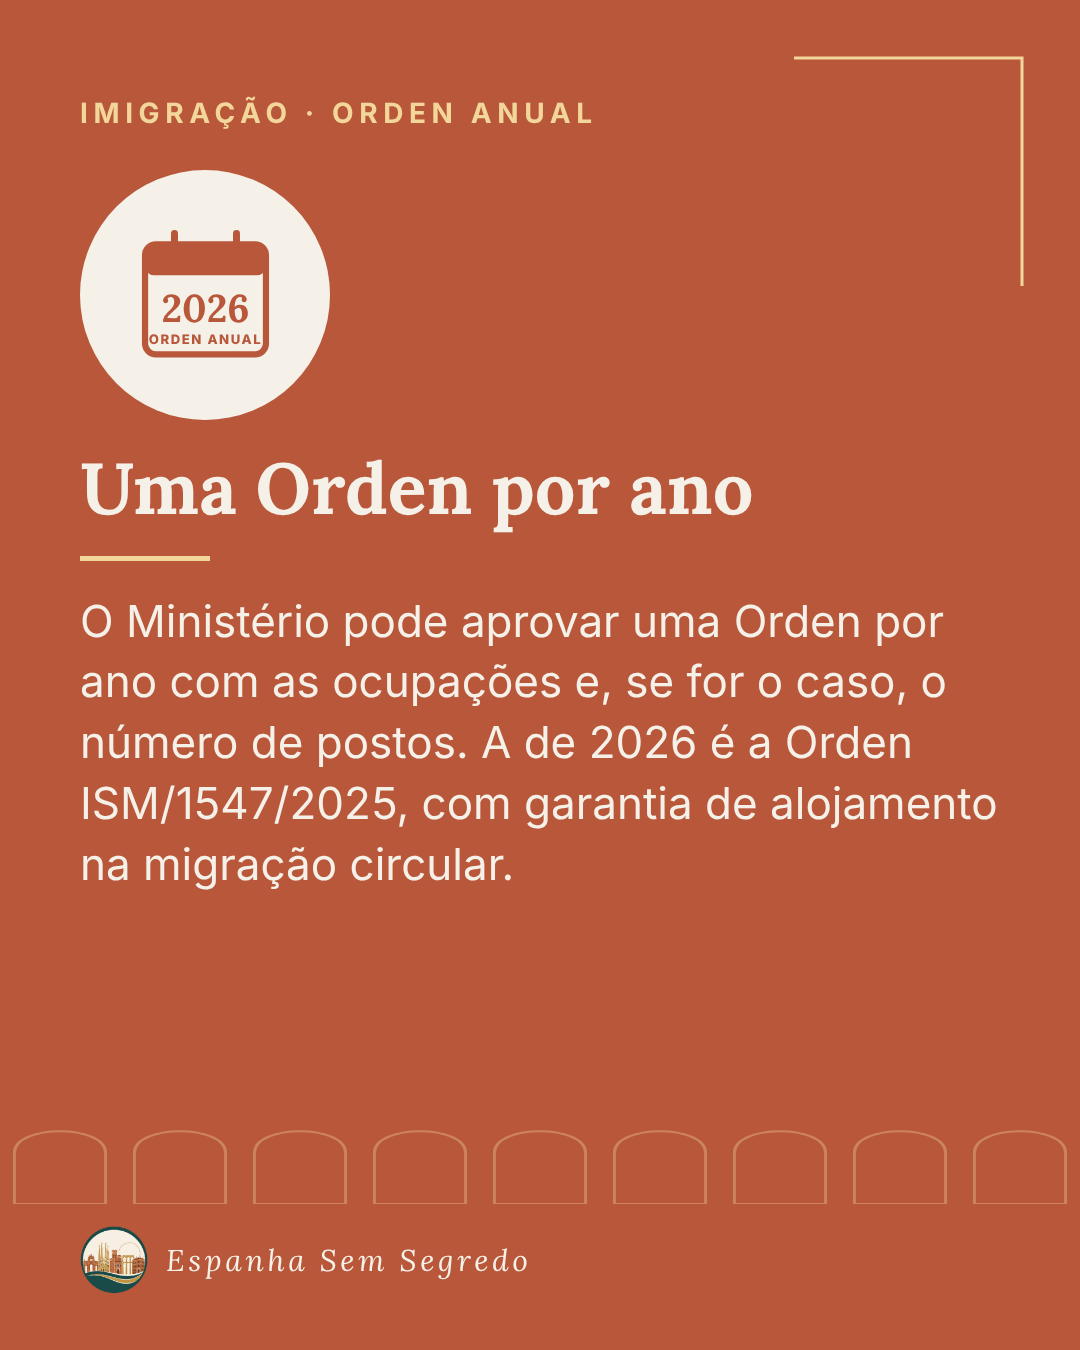 IMIGRAÇÃO · ORDEN ANUAL
2026
ORDEN ANUAL
Uma Orden por ano
O Ministério pode aprovar uma Orden por
ano com as ocupações e, se for o caso, o
número de postos. A de 2026 é a Orden
ISM/1547/2025, com garantia de alojamento
na migração circular.
Espanha Sem Segredo